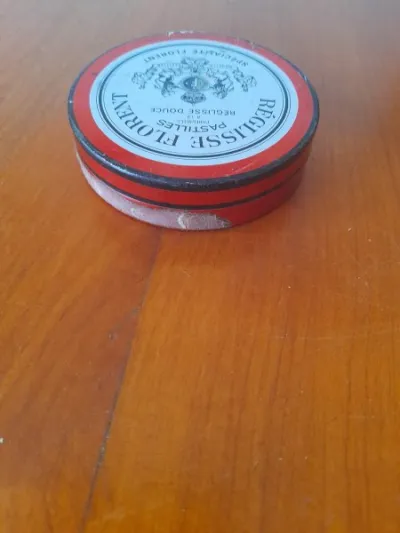 RÉGLISSE FLORENT
PASTILLES
RÉGLISSE DOUCE
SPÉCIALITÉ FLORENT